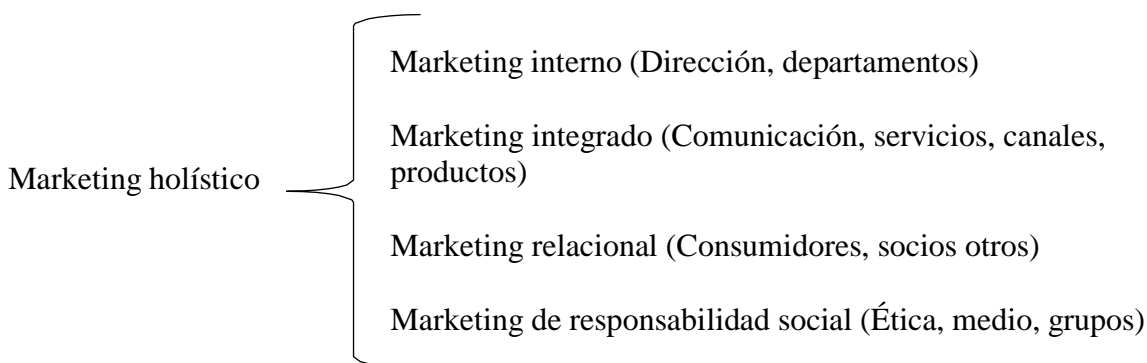 Marketing interno (Dirección, departamentos)
Marketing integrado (Comunicación, servicios, canales,
productos)
Marketing holístico
Marketing relacional (Consumidores, socios otros)
Marketing de responsabilidad social (Ética, medio, grupos)